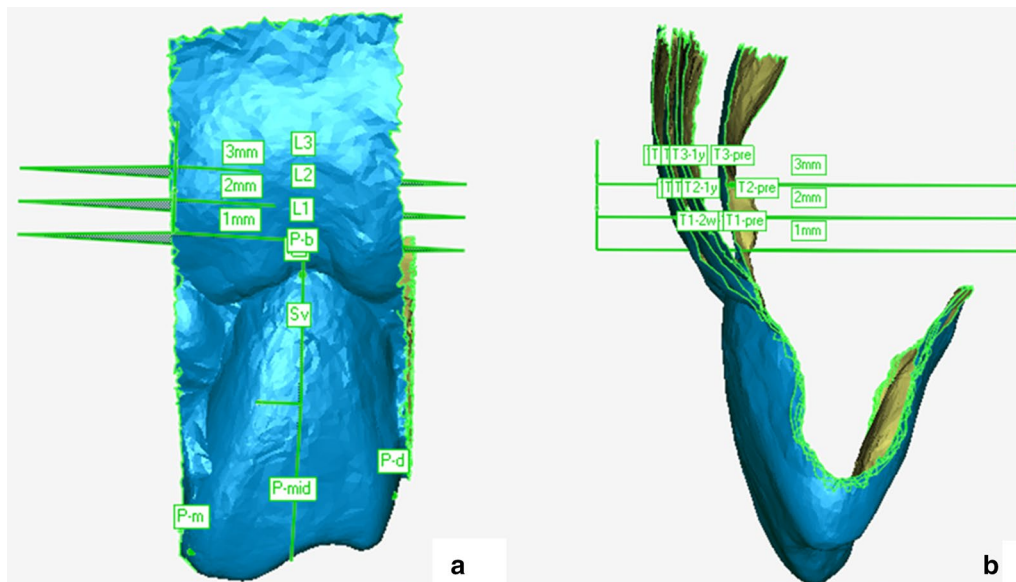 L3
3mm
L2
2mm
L1
1mm
P-b
Sv
P-d
P-mid
P-m
a
T T T3-1y T3-pre
3mm
T T T2-1y T2-pre
2mm
T1-2w T1-pre
1mm
b